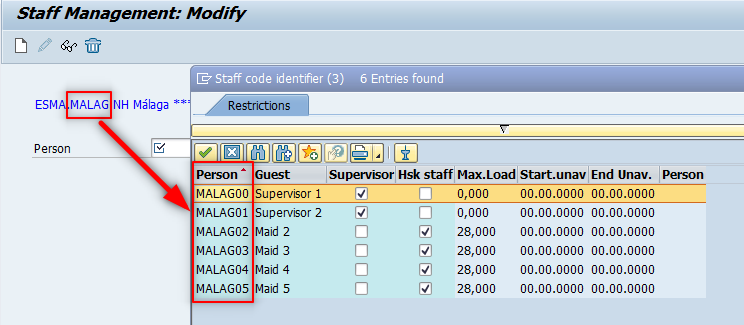 Staff Management: Modify
Staff code identifier (3) 6 Entries found
Restrictions
ESMA.MALAG NH Málaga ***
Person
Person Guest Supervisor Hsk staff Max.Load Start.unav End Unav. Person
MALAG00 Supervisor 1 0,000 00.00.0000 00.00.0000
MALAG01 Supervisor 2 0,000 00.00.0000 00.00.0000
MALAG02 Maid 2 28,000 00.00.0000 00.00.0000
MALAG03 Maid 3 28,000 00.00.0000 00.00.0000
MALAG04 Maid 4 28,000 00.00.0000 00.00.0000
MALAG05 Maid 5 28,000 00.00.0000 00.00.0000